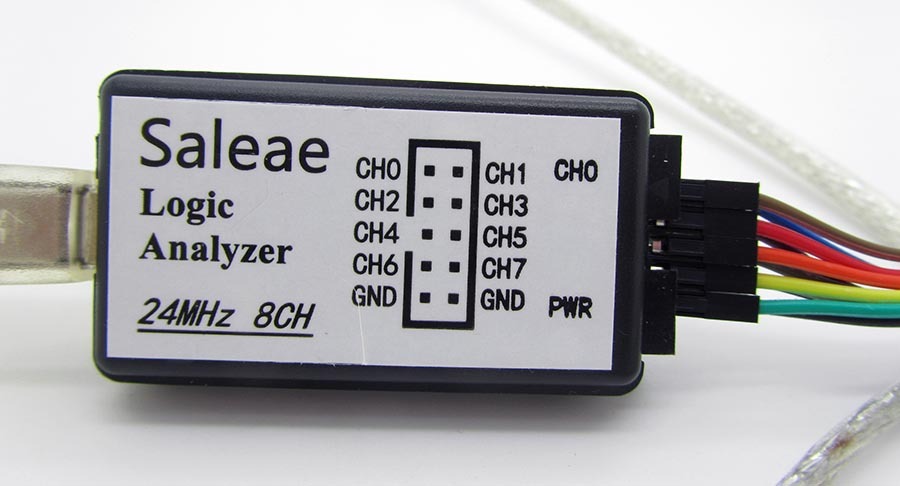 Saleae
Logic
Analyzer
24MHz 8CH
CH0 CH1
CH2 CH3
CH4 CH5
CH6 CH7
GND GND
CH0
PWR